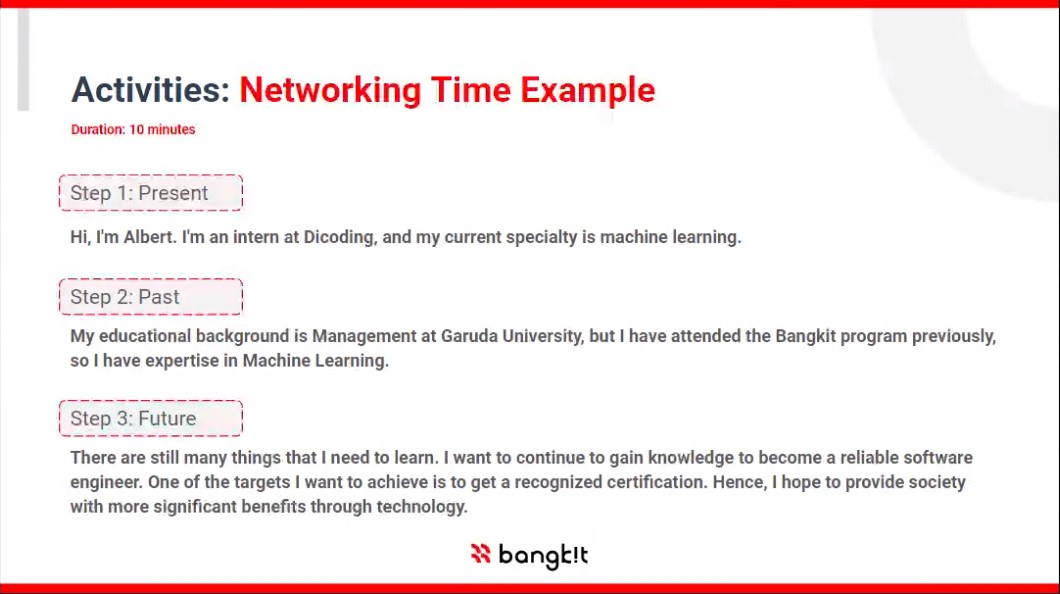 Activities: Networking Time Example
Duration: 10 minutes
Step 1: Present
Hi, I'm Albert. I'm an intern at Dicoding, and my current specialty is machine learning.
Step 2: Past
My educational background is Management at Garuda University, but I have attended the Bangkit program previously,
so I have expertise in Machine Learning.
Step 3: Future
There are still many things that I need to learn. I want to continue to gain knowledge to become a reliable software
engineer. One of the targets I want to achieve is to get a recognized certification. Hence, I hope to provide society
with more significant benefits through technology.
bangk!t